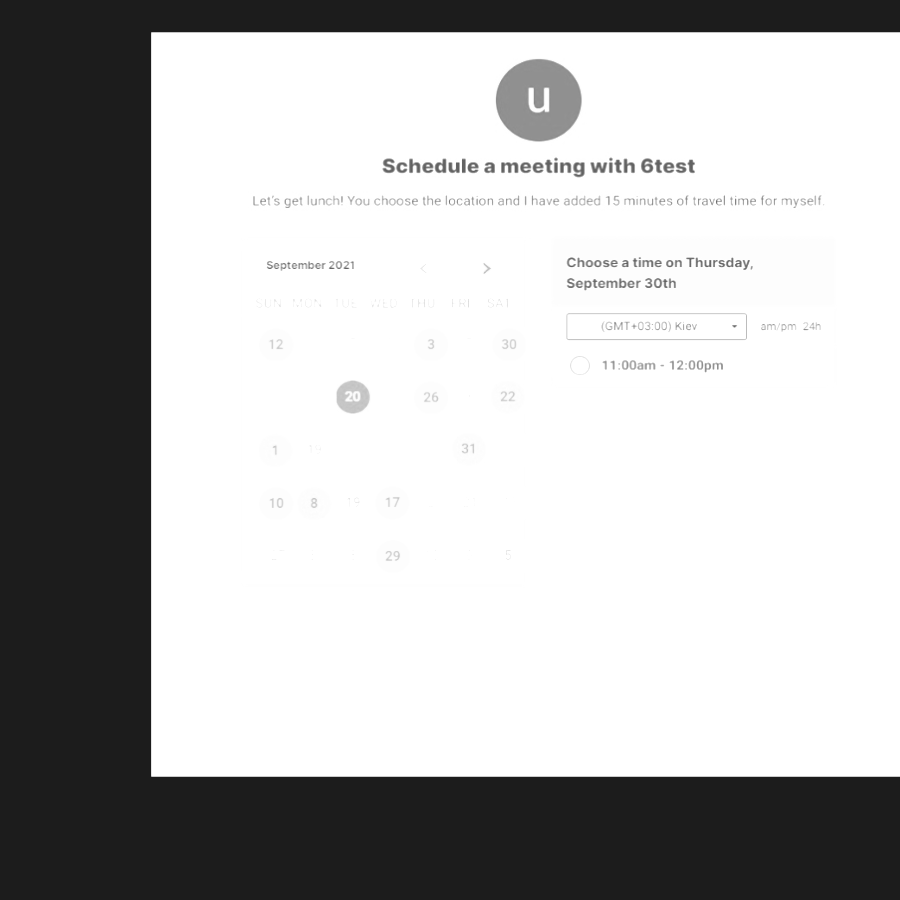 u
Schedule a meeting with 6test
Let's get lunch! You choose the location and I have added 15 minutes of travel time for myself.
September 2021
SUN MON TUE WED THU FRI SAT
12 3 30
20 26 22
1 31
10 8 17
29 5
Choose a time on Thursday,
September 30th
(GMT+03:00) Kiev am/pm 24h
11:00am - 12:00pm